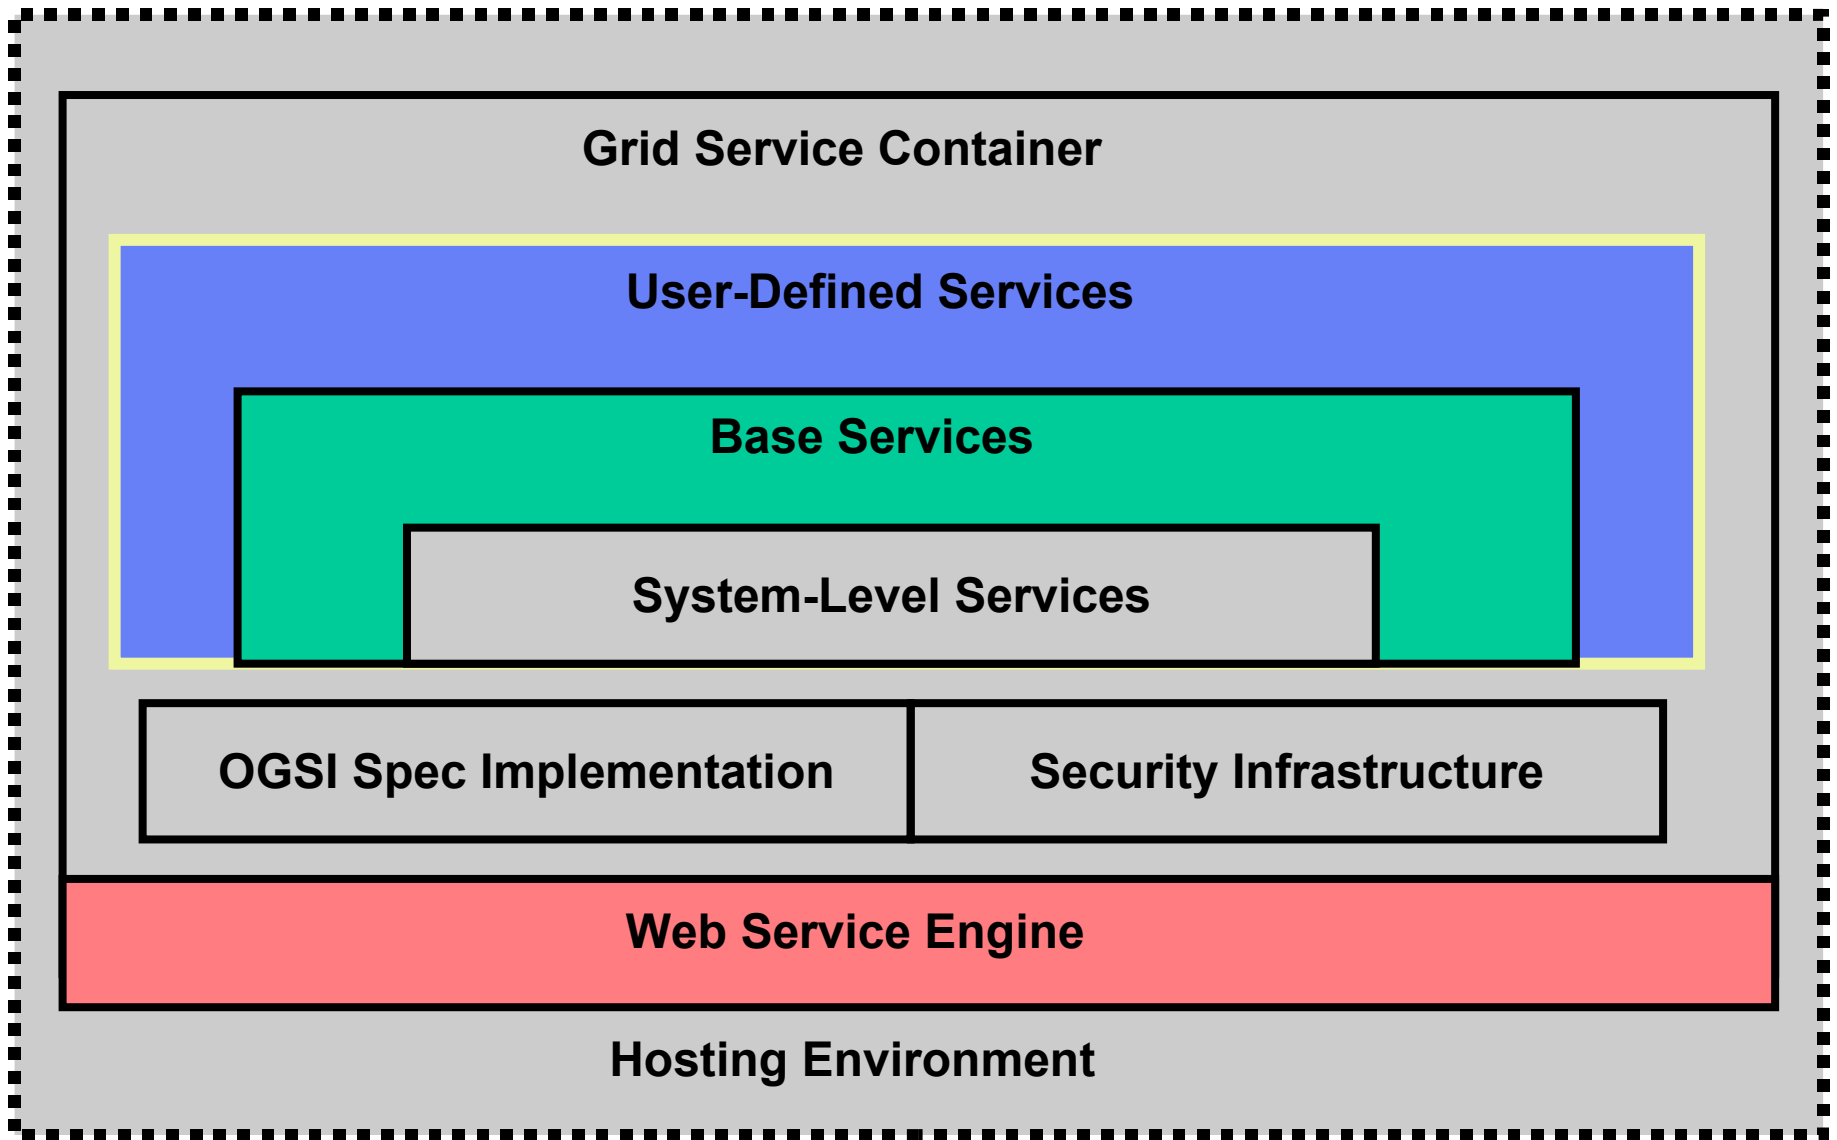 Grid Service Container
User-Defined Services
Base Services
System-Level Services
OGSI Spec Implementation
Security Infrastructure
Web Service Engine
Hosting Environment